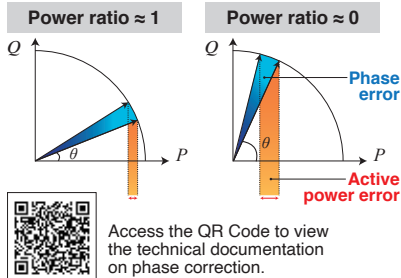 Power ratio ≈ 1
Power ratio ≈ 0
Q
θ
P
Q
θ
P
Phase
error
Active
power error
Access the QR Code to view
the technical documentation
on phase correction.